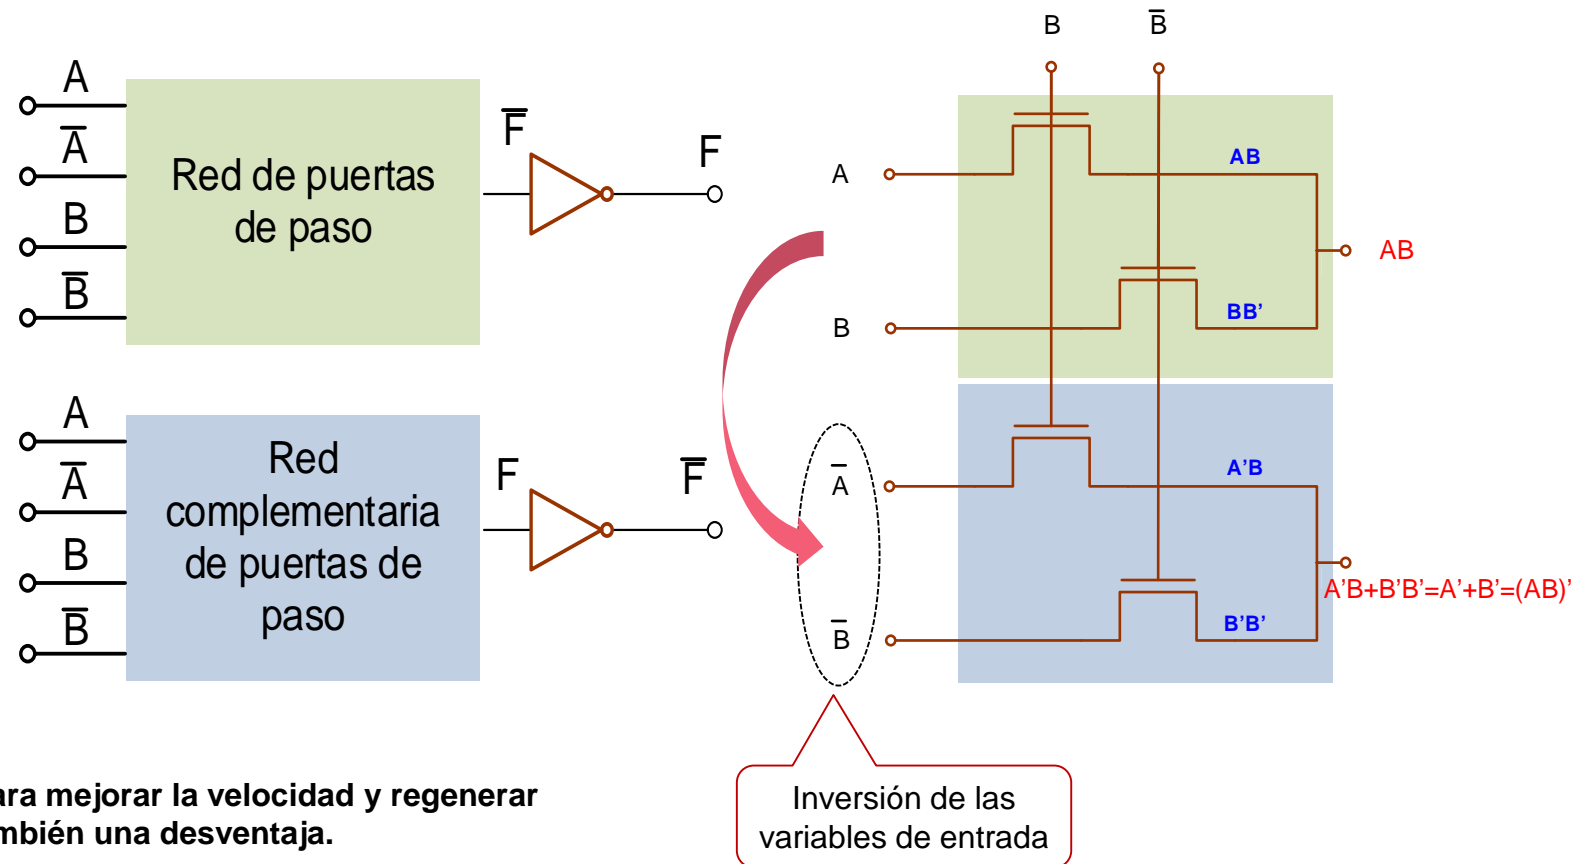 A
A̅
B
B̅
Red de puertas
de paso
F̅
F
A
A̅
B
B̅
Red
complementaria
de puertas de
paso
F
F̅
B
B̅
A
AB
AB
B
BB’
A̅
A’B
A’B+B’B’=A’+B’=(AB)’
B̅
B’B’
Inversión de las
variables de entrada
ara mejorar la velocidad y regenerar
mbién una desventaja.